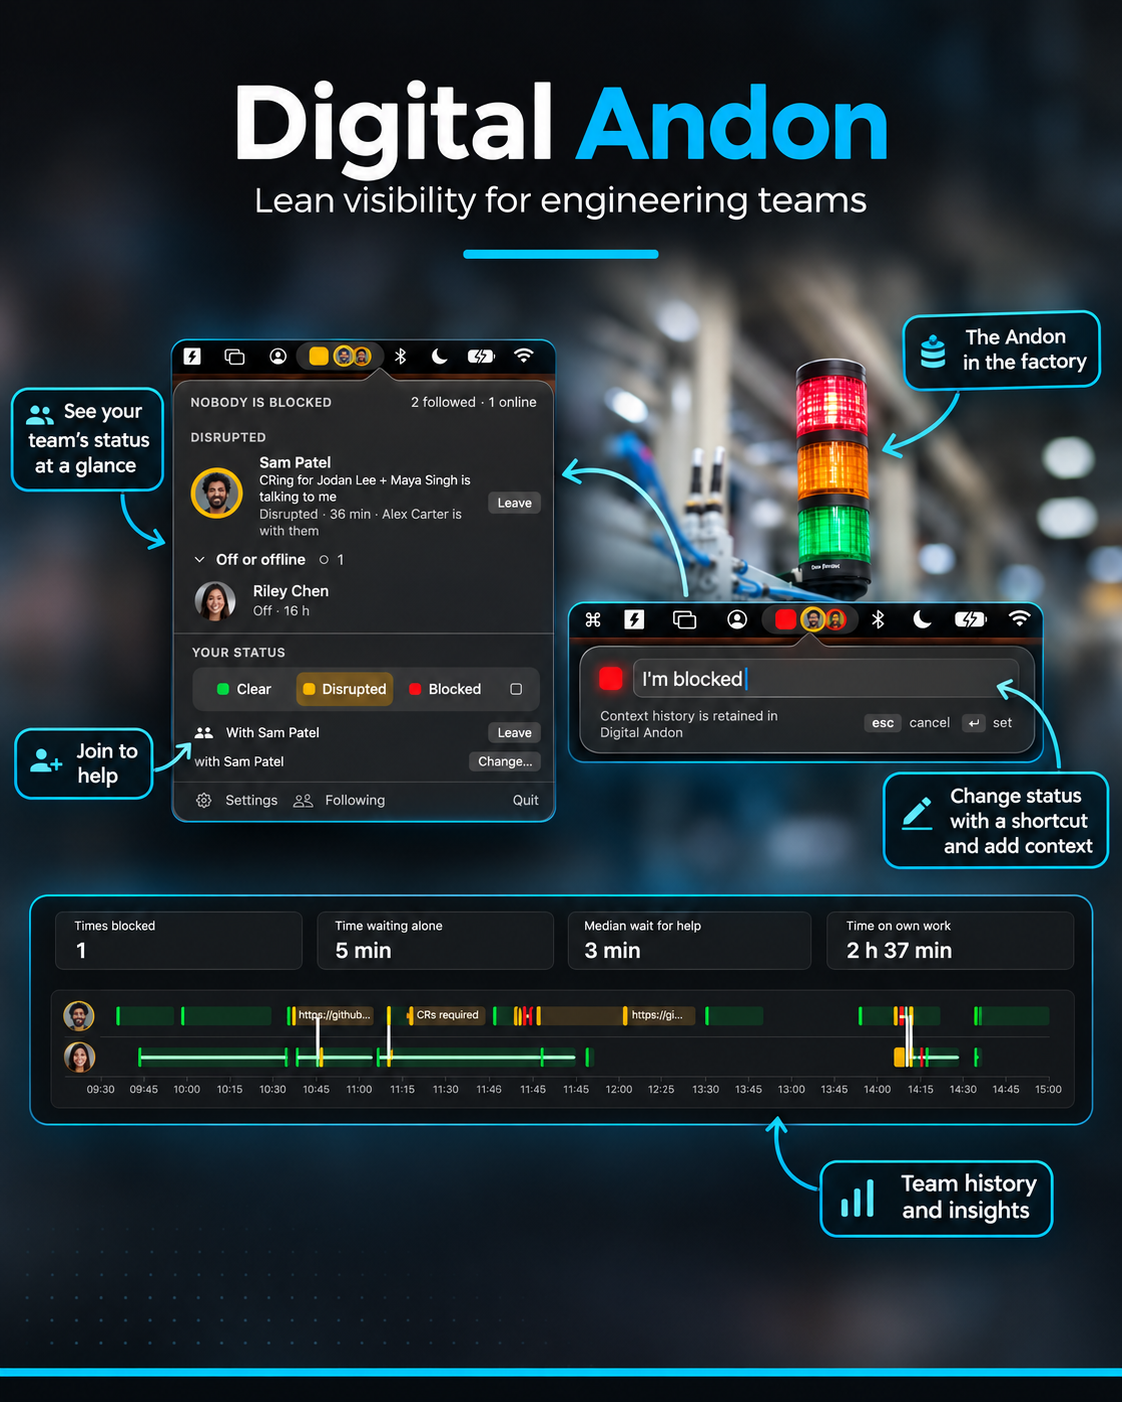 Digital Andon
Lean visibility for engineering teams
The Andon
in the factory
See your
team's status
at a glance
NOBODY IS BLOCKED
2 followed · 1 online
DISRUPTED
Sam Patel
CRing for Jodan Lee + Maya Singh is
talking to me
Disrupted · 36 min · Alex Carter is
with them
Leave
Off or offline 1
Riley Chen
Off · 16 h
YOUR STATUS
Clear
Disrupted
Blocked
With Sam Patel
Leave
with Sam Patel
Change...
Settings
Following
Quit
Join to
help
I'm blocked
Context history is retained in
Digital Andon
esc cancel
set
Change status
with a shortcut
and add context
Times blocked
1
Time waiting alone
5 min
Median wait for help
3 min
Time on own work
2 h 37 min
https://github...
CRs required
https://gi...
09:30 09:45 10:00 10:15 10:30 10:45 11:00 11:15 11:30 11:45 11:45 12:00 12:25 13:30 13:45 13:00 13:45 14:00 14:15 14:30 14:45 15:00
Team history
and insights